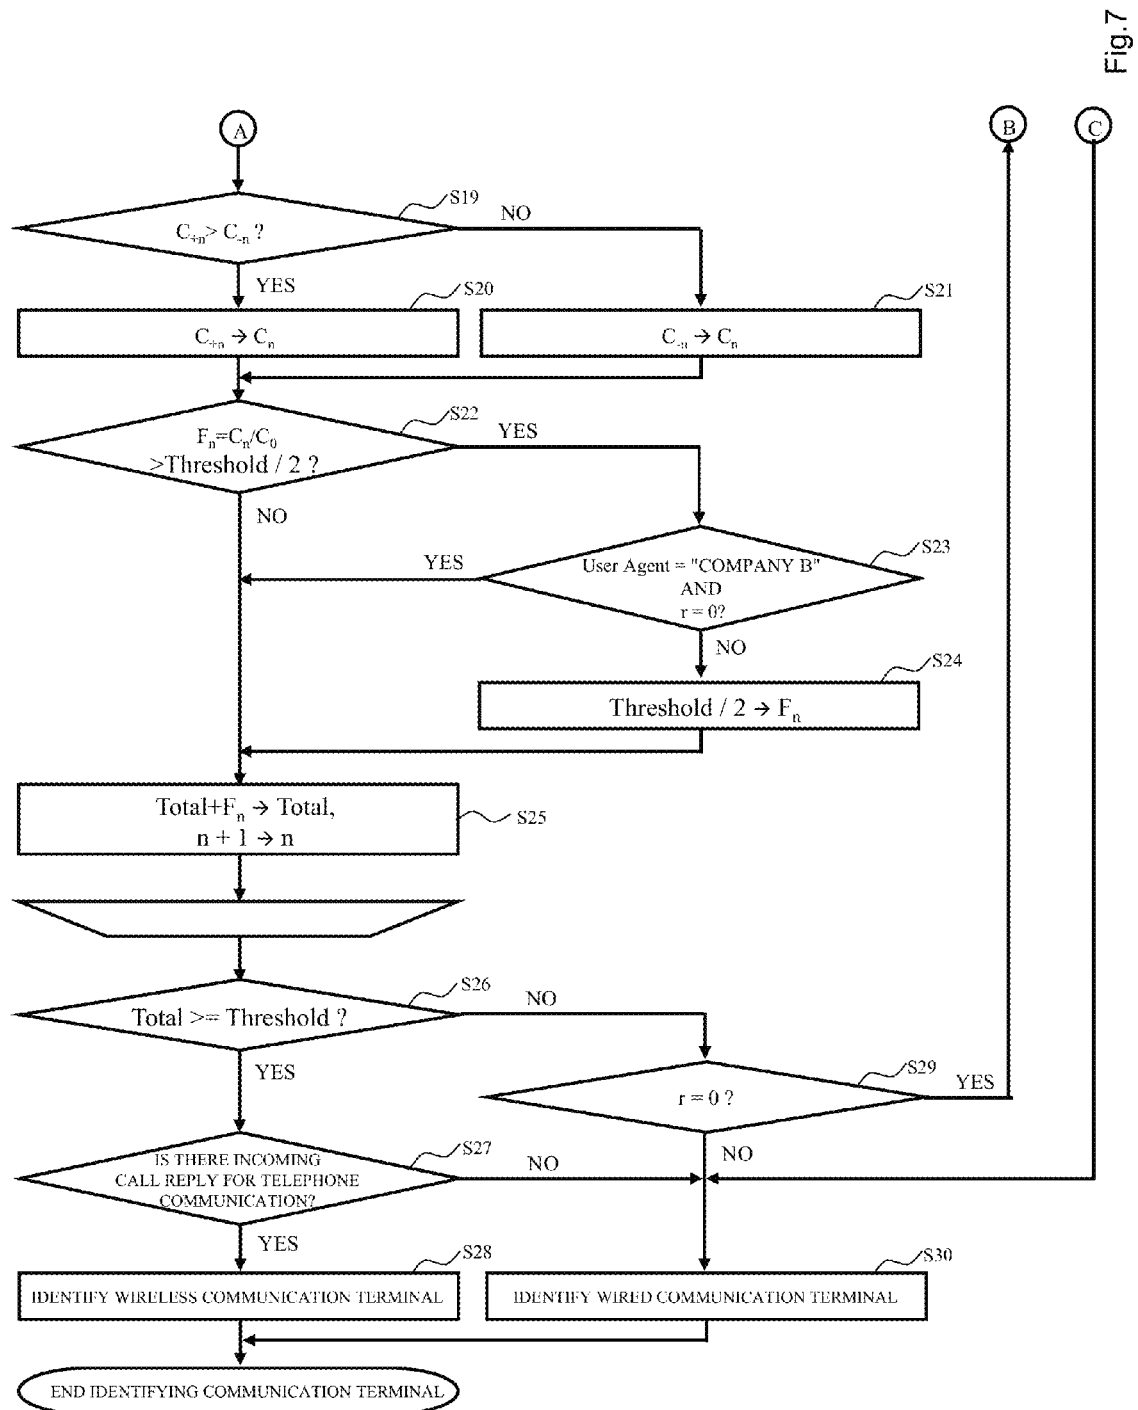 Fig.7
A
B
C
S19
C+n> C-n ?
NO
YES
S20
C+n → Cn
S21
C-n → Cn
S22
Fn=Cn/C0
>Threshold / 2 ?
YES
NO
S23
User Agent = "COMPANY B"
AND
r = 0?
YES
NO
S24
Threshold / 2 → Fn
Total+Fn → Total,
n + 1 → n
S25
S26
Total >= Threshold ?
NO
YES
S29
r = 0 ?
YES
NO
S27
IS THERE INCOMING
CALL REPLY FOR TELEPHONE
COMMUNICATION?
NO
YES
S28
IDENTIFY WIRELESS COMMUNICATION TERMINAL
S30
IDENTIFY WIRED COMMUNICATION TERMINAL
END IDENTIFYING COMMUNICATION TERMINAL